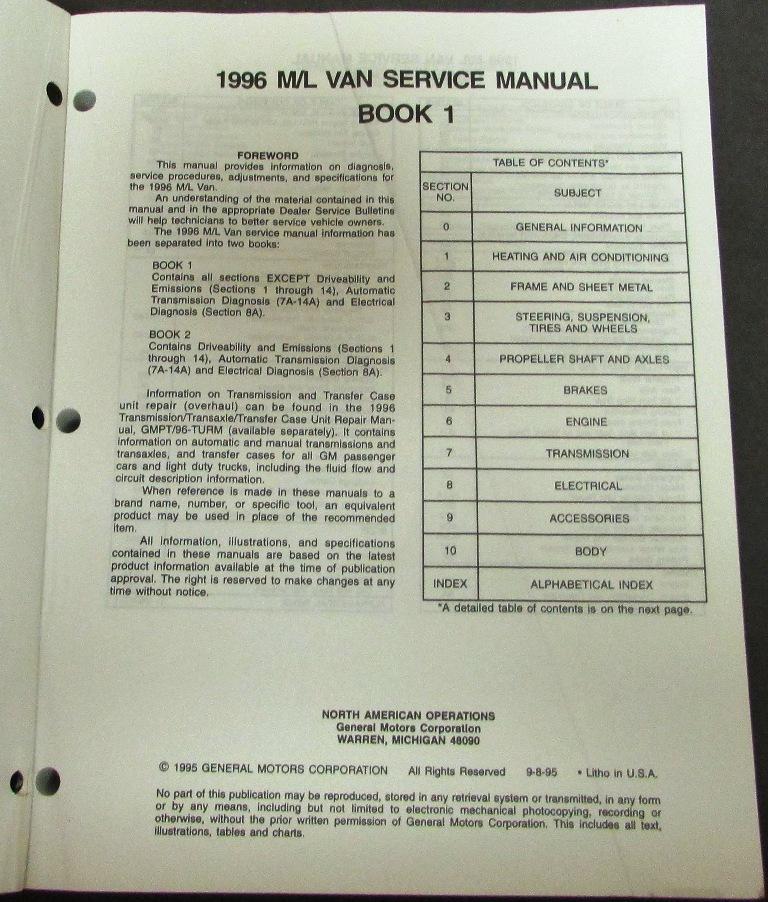 1996 M/L VAN SERVICE MANUAL
BOOK 1
FOREWORD
This manual provides information on diagnosis,
service procedures, adjustments, and specifications for
the 1996 M/L Van.
An understanding of the material contained in this
manual and in the appropriate Dealer Service Bulletins
will help technicians to better service vehicle owners.
The 1996 M/L Van service manual information has
been separated into two books:
BOOK 1
Contains all sections EXCEPT Driveability and
Emissions (Sections 1 through 14), Automatic
Transmission Diagnosis (7A-14A) and Electrical
Diagnosis (Section 8A).
BOOK 2
Contains Driveability and Emissions (Sections 1
through 14), Automatic Transmission Diagnosis
(7A-14A) and Electrical Diagnosis (Section 8A).
Information on Transmission and Transfer Case
unit repair (overhaul) can be found in the 1996
Transmission/Transaxle/Transfer Case Unit Repair Man-
ual, GMPT/96-TURM (available separately). It contains
information on automatic and manual transmissions and
transaxles, and transfer cases for all GM passenger
cars and light duty trucks, including the fluid flow and
circuit description information.
When reference is made in these manuals to a
brand name, number, or specific tool, an equivalent
product may be used in place of the recommended
item.
All information, illustrations, and specifications
contained in these manuals are based on the latest
product information available at the time of publication
approval. The right is reserved to make changes at any
time without notice.
TABLE OF CONTENTS*
SECTION NO. SUBJECT
0 GENERAL INFORMATION
1 HEATING AND AIR CONDITIONING
2 FRAME AND SHEET METAL
3 STEERING, SUSPENSION,
TIRES AND WHEELS
4 PROPELLER SHAFT AND AXLES
5 BRAKES
6 ENGINE
7 TRANSMISSION
8 ELECTRICAL
9 ACCESSORIES
10 BODY
INDEX ALPHABETICAL INDEX
*A detailed table of contents is on the next page.
NORTH AMERICAN OPERATIONS
General Motors Corporation
WARREN, MICHIGAN 48090
© 1995 GENERAL MOTORS CORPORATION All Rights Reserved 9-8-95 • Litho in U.S.A.
No part of this publication may be reproduced, stored in any retrieval system or transmitted, in any form
or by any means, including but not limited to electronic mechanical photocopying, recording or
otherwise, without the prior written permission of General Motors Corporation. This includes all text,
illustrations, tables and charts.